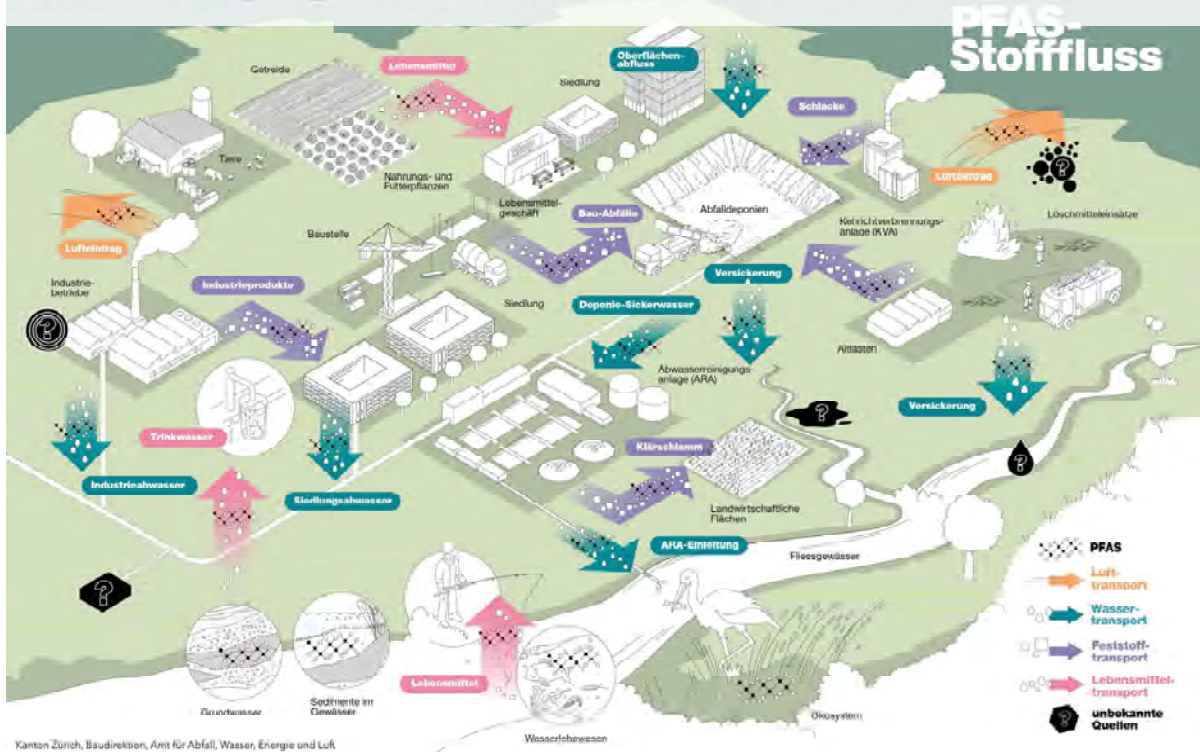 PFAS-
Stofffluss
Getreide
Lebensmittel
Siedlung
Oberflächen-
abfluss
Schlacke
Lufteintrag
Tiere
Nahrungs- und
Futterpflanzen
Lebensmittel-
geschäft
Bau-Abfälle
Abfalldeponien
Kehrichtverbrennungs-
anlage (KVA)
Löschmitteleinsätze
Baustelle
Lufteintrag
Industrie-
betriebe
Industrieprodukte
Siedlung
Versickerung
Deponie-Sickerwasser
Altlasten
Abwasserreinigungs-
anlage (ARA)
Versickerung
Trinkwasser
Klärschlamm
Industrieabwasser
Siedlungsabwasser
Landwirtschaftliche
Flächen
ARA-Einleitung
Fliessgewässer
PFAS
Luft-
transport
Wasser-
transport
Feststoff-
transport
Lebensmittel-
transport
unbekannte
Quellen
Lebensmittel
Grundwasser
Sedimente im
Gewässer
Wasserlebewesen
Ökosystem
Kanton Zürich, Baudirektion, Amt für Abfall, Wasser, Energie und Luft